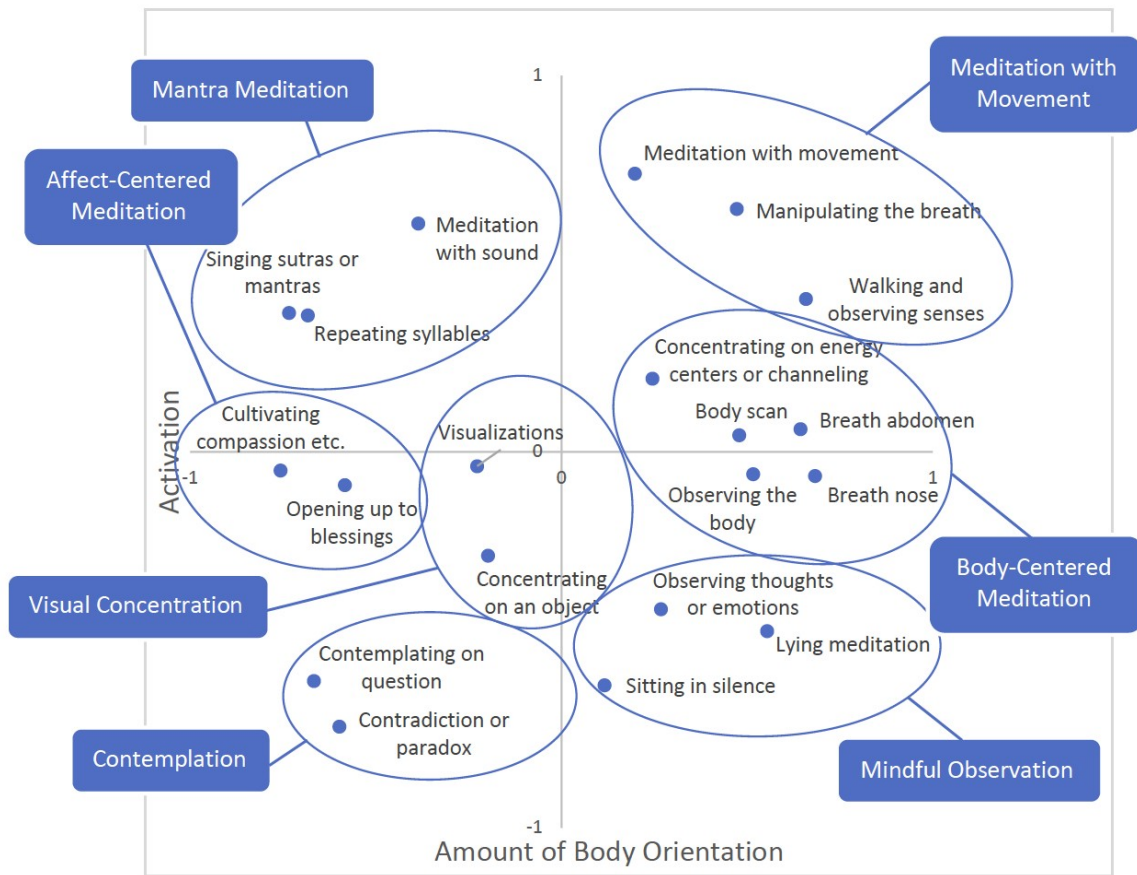 Mantra Meditation
Meditation with
Movement
Affect-Centered
Meditation
1
Meditation with movement
Manipulating the breath
Meditation
with sound
Singing sutras or
mantras
Repeating syllables
Walking and
observing senses
Concentrating on energy
centers or channeling
Body scan
Breath abdomen
Cultivating
compassion etc.
Visualizations
Activation
-1
0
0
1
Opening up to
blessings
Observing the
body
Breath nose
Concentrating
on an object
Visual Concentration
Body-Centered
Meditation
Observing thoughts
or emotions
Lying meditation
Sitting in silence
Contemplating on
question
Contradiction or
paradox
Contemplation
Mindful Observation
-1
Amount of Body Orientation